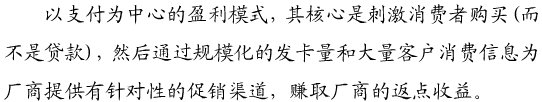 以支付为中心的盈利模式，其核心是刺激消费者购买(而
不是贷款)，然后通过规模化的发卡量和大量客户消费信息为
厂商提供有针对性的促销渠道，赚取厂商的返点收益。